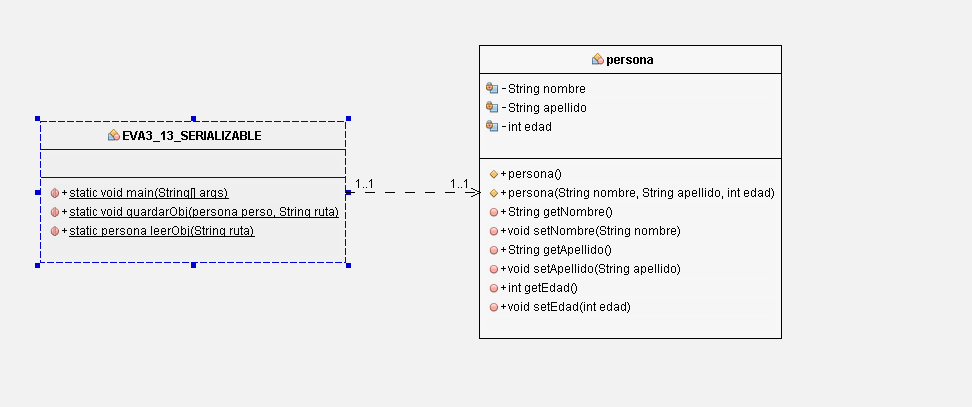 EVA3_13_SERIALIZABLE
+ static void main(String[] args)
+ static void quardarObj(persona perso, String ruta)
+ static persona leerObj(String ruta)
1..1
1..1
persona
- String nombre
- String apellido
- int edad
+ persona()
+ persona(String nombre, String apellido, int edad)
+ String getNombre()
+ void setNombre(String nombre)
+ String getApellido()
+ void setApellido(String apellido)
+ int getEdad()
+ void setEdad(int edad)